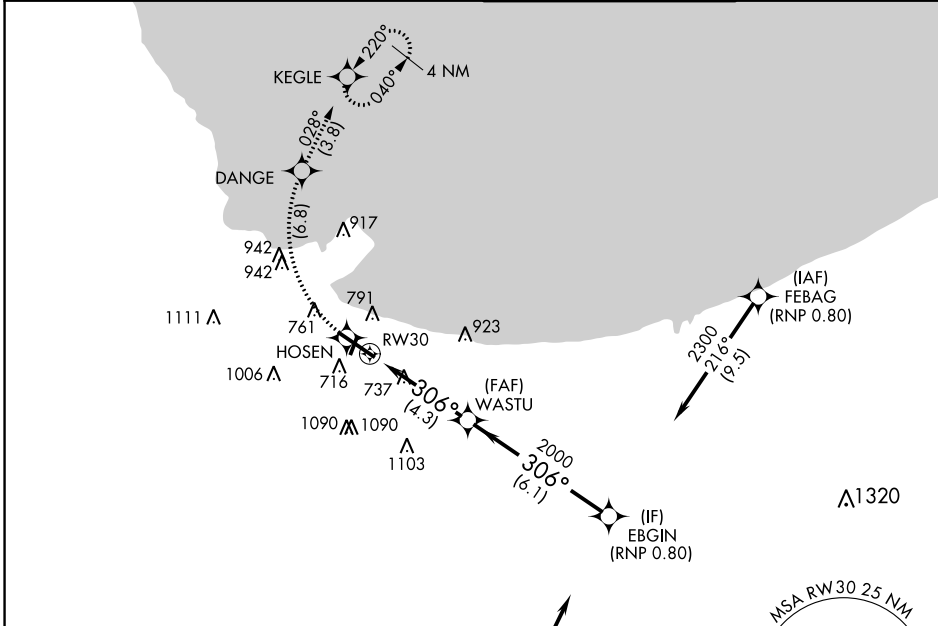 220°
4 NM
040°
KEGLE
028°
(3.8)
DANGE
(6.8)
917
942
942
(IAF)
FEBAG
(RNP 0.80)
2300
216°
(9.5)
1111
761
791
923
RW30
HOSEN
1006
716
737
(FAF)
WASTU
306°
(4.3)
1090
1090
1103
2000
306°
(6.1)
(IF)
EBGIN
(RNP 0.80)
1320
MSA RW30 25 NM